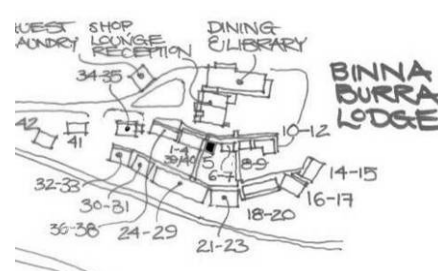 UEST
AUNDRY
SHOP
LOUNGE
RECEPTION
DINING
& LIBRARY
BINNA
BURRA
LODGE
34-35
42
41
1-4
39/40
5
6-7
8-9
10-12
14-15
16-17
18-20
21-23
24-29
36-38
30-31
32-33